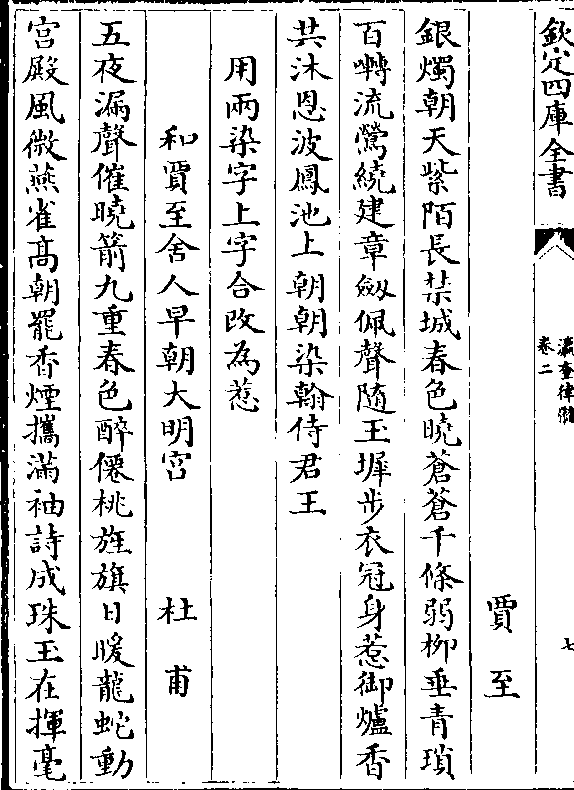 欽定四庫全書
瀛奎律髓
卷二
七
賈至
銀燭朝天紫陌長禁城春色曉蒼蒼千條弱柳垂青瑣
百囀流鶯繞建章劔佩聲隨玉墀步衣冠身惹御爐香
共沐恩波鳳池上朝朝染翰侍君王
用兩染字上字合改為惹
和賈至舍人早朝大明宮 杜甫
五夜漏聲催曉箭九重春色醉僊桃旌旗日暖龍蛇動
宮殿風微燕雀髙朝罷香煙攜滿袖詩成珠玉在揮毫